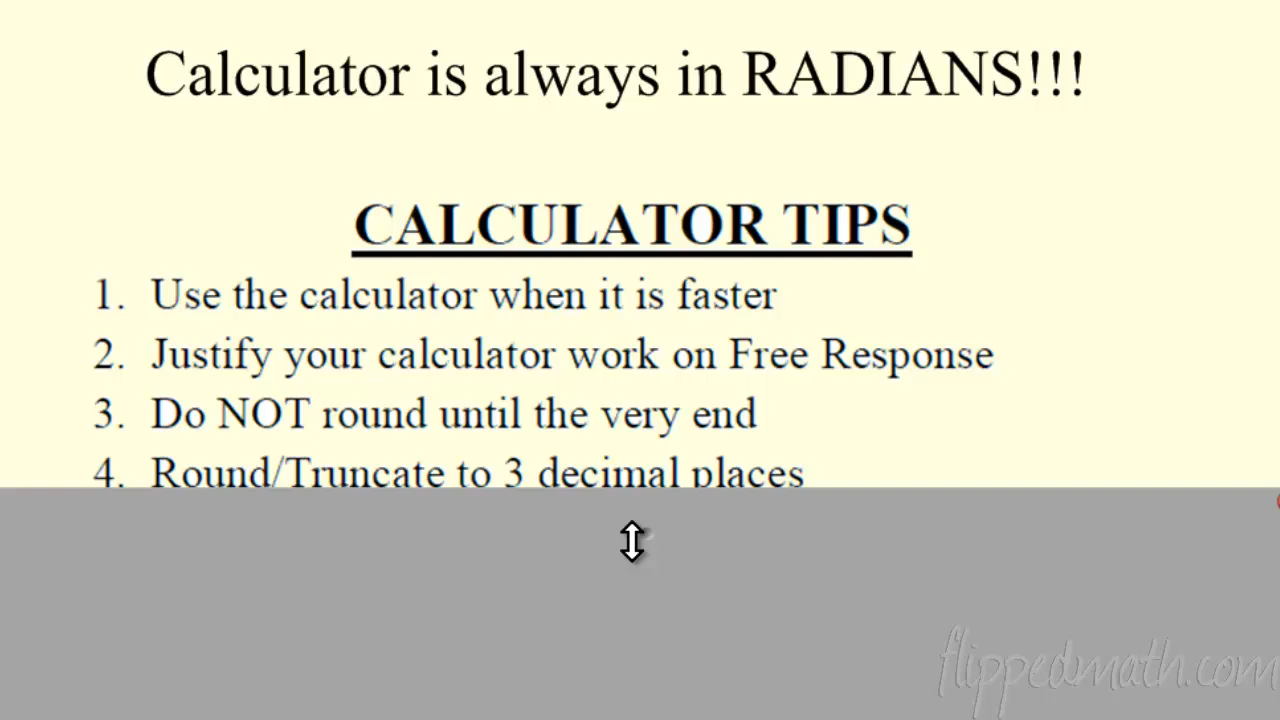 Calculator is always in RADIANS!!!
CALCULATOR TIPS
1. Use the calculator when it is faster
2. Justify your calculator work on Free Response
3. Do NOT round until the very end
4. Round/Truncate to 3 decimal places
flippedmath.com